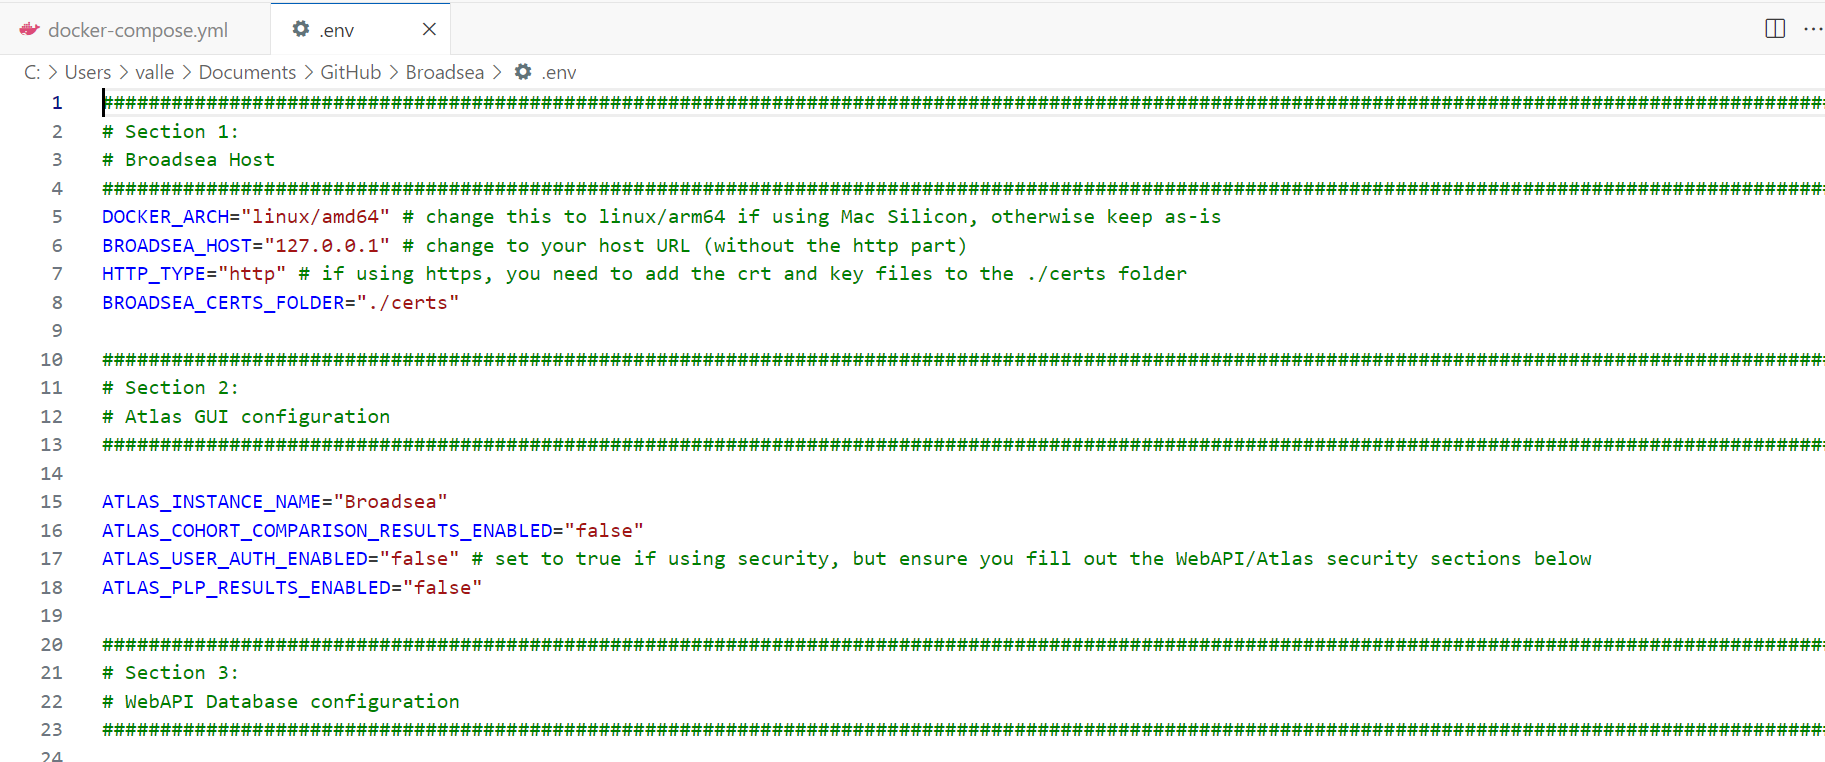 docker-compose.yml
.env
C: > Users > valle > Documents > GitHub > Broadsea > .env
1 ######################################################################################################################################################
2 # Section 1:
3 # Broadsea Host
4 ######################################################################################################################################################
5 DOCKER_ARCH="linux/amd64" # change this to linux/arm64 if using Mac Silicon, otherwise keep as-is
6 BROADSEA_HOST="127.0.0.1" # change to your host URL (without the http part)
7 HTTP_TYPE="http" # if using https, you need to add the crt and key files to the ./certs folder
8 BROADSEA_CERTS_FOLDER="./certs"
9
10 ######################################################################################################################################################
11 # Section 2:
12 # Atlas GUI configuration
13 ######################################################################################################################################################
14
15 ATLAS_INSTANCE_NAME="Broadsea"
16 ATLAS_COHORT_COMPARISON_RESULTS_ENABLED="false"
17 ATLAS_USER_AUTH_ENABLED="false" # set to true if using security, but ensure you fill out the WebAPI/Atlas security sections below
18 ATLAS_PLP_RESULTS_ENABLED="false"
19
20 ######################################################################################################################################################
21 # Section 3:
22 # WebAPI Database configuration
23 ######################################################################################################################################################
24